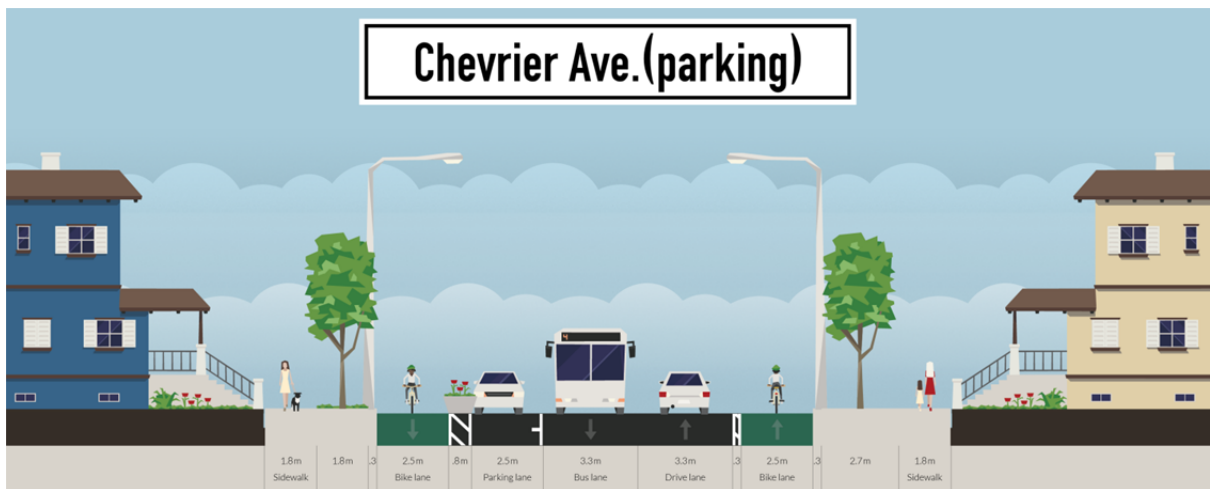 Chevrier Ave.(parking)
4
1.8m 1.8m .3 2.5m .8m 2.5m 3.3m 3.3m .3 2.5m .3 2.7m 1.8m
Sidewalk Bike lane Parking lane Bus lane Drive lane Bike lane Sidewalk